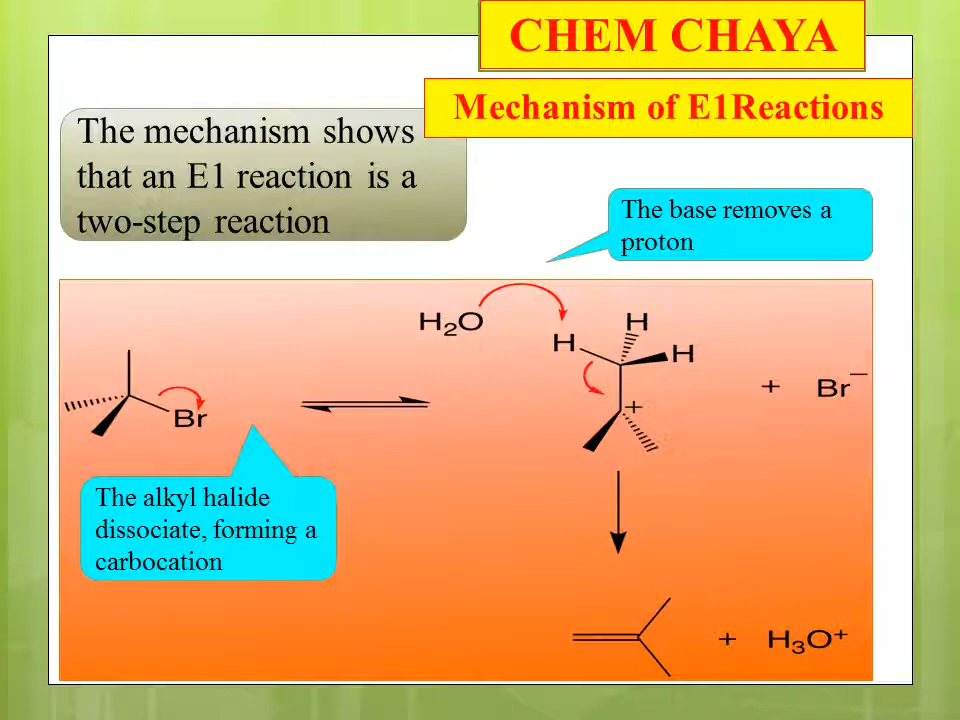 CHEM CHAYA
Mechanism of E1Reactions
The mechanism shows
that an E1 reaction is a
two-step reaction
The base removes a
proton
H₂O
H
H
H
Br
+
+
Br⁻
The alkyl halide
dissociate, forming a
carbocation
+ H₃O⁺